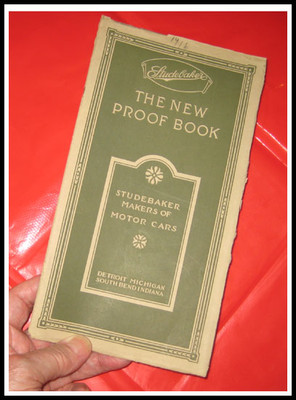 Studebaker
THE NEW
PROOF BOOK
STUDEBAKER
MAKERS OF
MOTOR CARS
DETROIT MICHIGAN
SOUTH BEND INDIANA